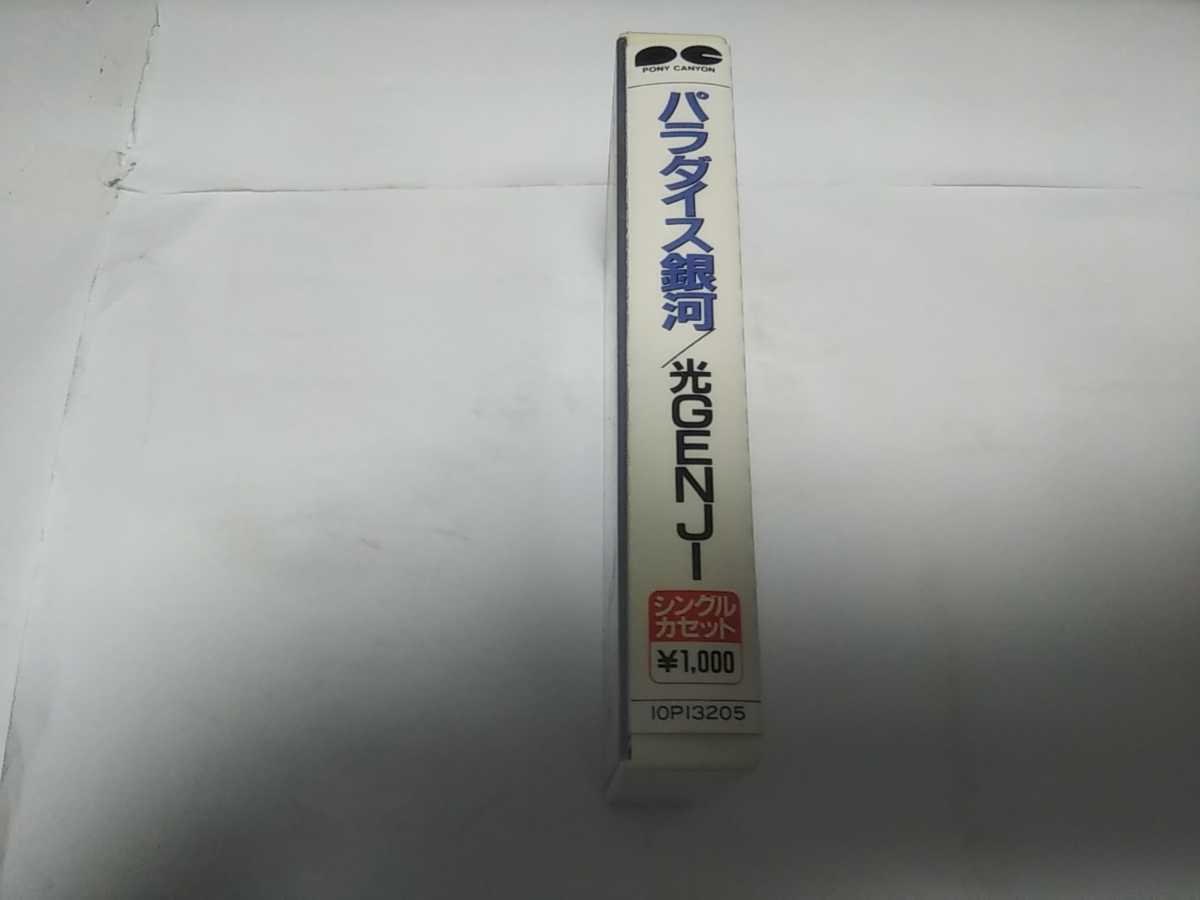 PONY CANYON
パラダイス銀河/光GENJI
シングル
カセット
¥1,000
10P13205